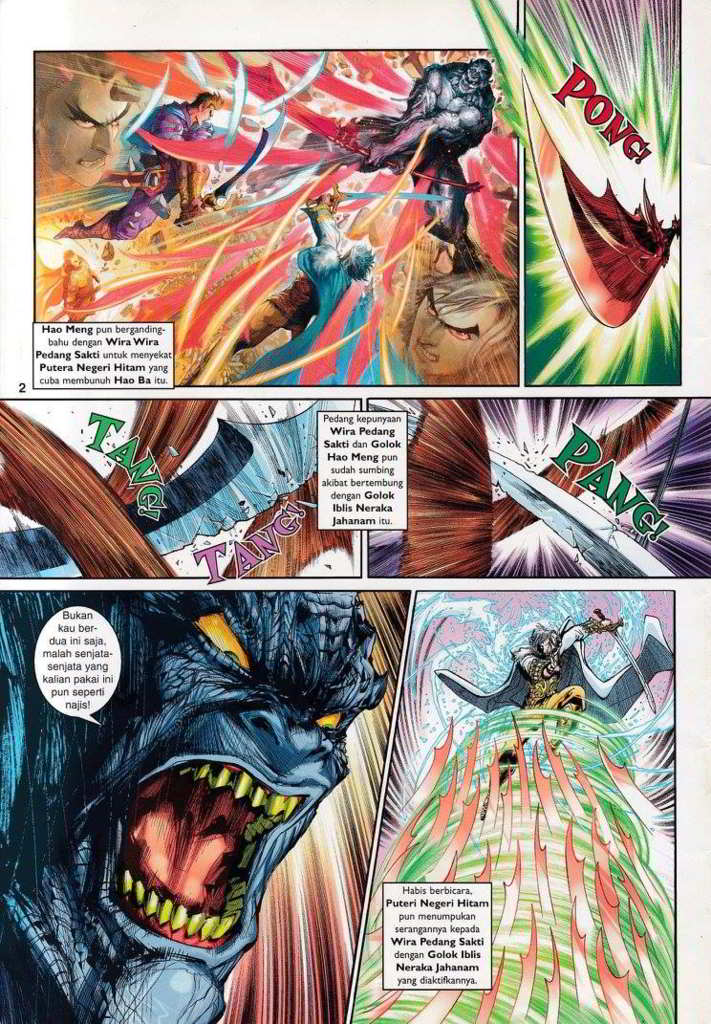 PONG!
Hao Meng pun berganding-
bahu dengan Wira Wira
Pedang Sakti untuk menyekat
Putera Negeri Hitam yang
cuba membunuh Hao Ba itu.
2
TANG!
TANG!
Pedang kepunyaan
Wira Pedang
Sakti dan Golok
Hao Meng pun
sudah sumbing
akibat bertembung
dengan Golok
Iblis Neraka
Jahanam itu.
PANG!
Bukan
kau ber-
dua ini saja,
malah senjata-
senjata yang
kalian pakai ini
pun seperti
najis!
Habis berbicara,
Puteri Negeri Hitam
pun menumpukan
serangannya kepada
Wira Pedang Sakti
dengan Golok Iblis
Neraka Jahanam
yang diaktifkannya.